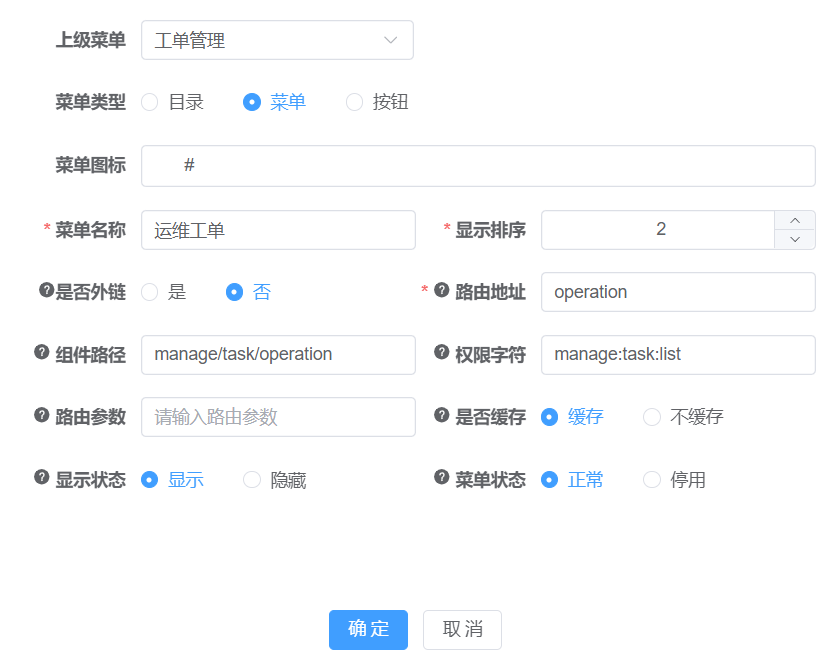 上级菜单 工单管理
菜单类型 目录 菜单 按钮
菜单图标 #
* 菜单名称 运维工单 * 显示排序 2
? 是否外链 是 否 * ? 路由地址 operation
? 组件路径 manage/task/operation ? 权限字符 manage:task:list
? 路由参数 请输入路由参数 ? 是否缓存 缓存 不缓存
? 显示状态 显示 隐藏 ? 菜单状态 正常 停用
确定 取消